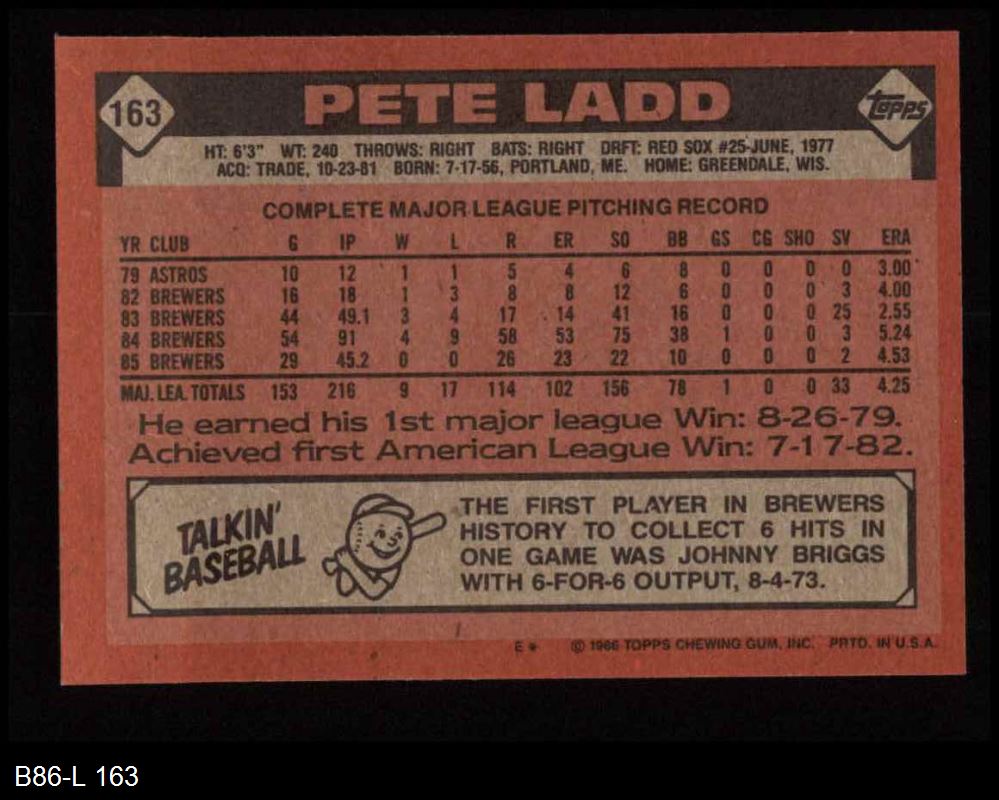 163 PETE LADD TOPPS
HT: 6'3" WT: 240 THROWS: RIGHT BATS: RIGHT DRFT: RED SOX #25-JUNE, 1977
ACQ: TRADE, 10-23-81 BORN: 7-17-56, PORTLAND, ME. HOME: GREENDALE, WIS.
COMPLETE MAJOR LEAGUE PITCHING RECORD
YR CLUB G IP W L R ER SO BB GS CG SHO SV ERA
79 ASTROS 10 12 1 1 5 4 6 8 0 0 0 0 3.00
82 BREWERS 16 18 1 3 8 8 12 6 0 0 0 3 4.00
83 BREWERS 44 49.1 3 4 17 14 41 16 0 0 0 25 2.55
84 BREWERS 54 91 4 9 58 53 75 38 1 0 0 3 5.24
85 BREWERS 29 45.2 0 0 26 23 22 10 0 0 0 2 4.53
MAJ. LEA. TOTALS 153 216 9 17 114 102 156 78 1 0 0 33 4.25
He earned his 1st major league Win: 8-26-79.
Achieved first American League Win: 7-17-82.
TALKIN'
BASEBALL
THE FIRST PLAYER IN BREWERS
HISTORY TO COLLECT 6 HITS IN
ONE GAME WAS JOHNNY BRIGGS
WITH 6-FOR-6 OUTPUT, 8-4-73.
E * © 1986 TOPPS CHEWING GUM, INC. PRTD. IN U.S.A.
B86-L 163